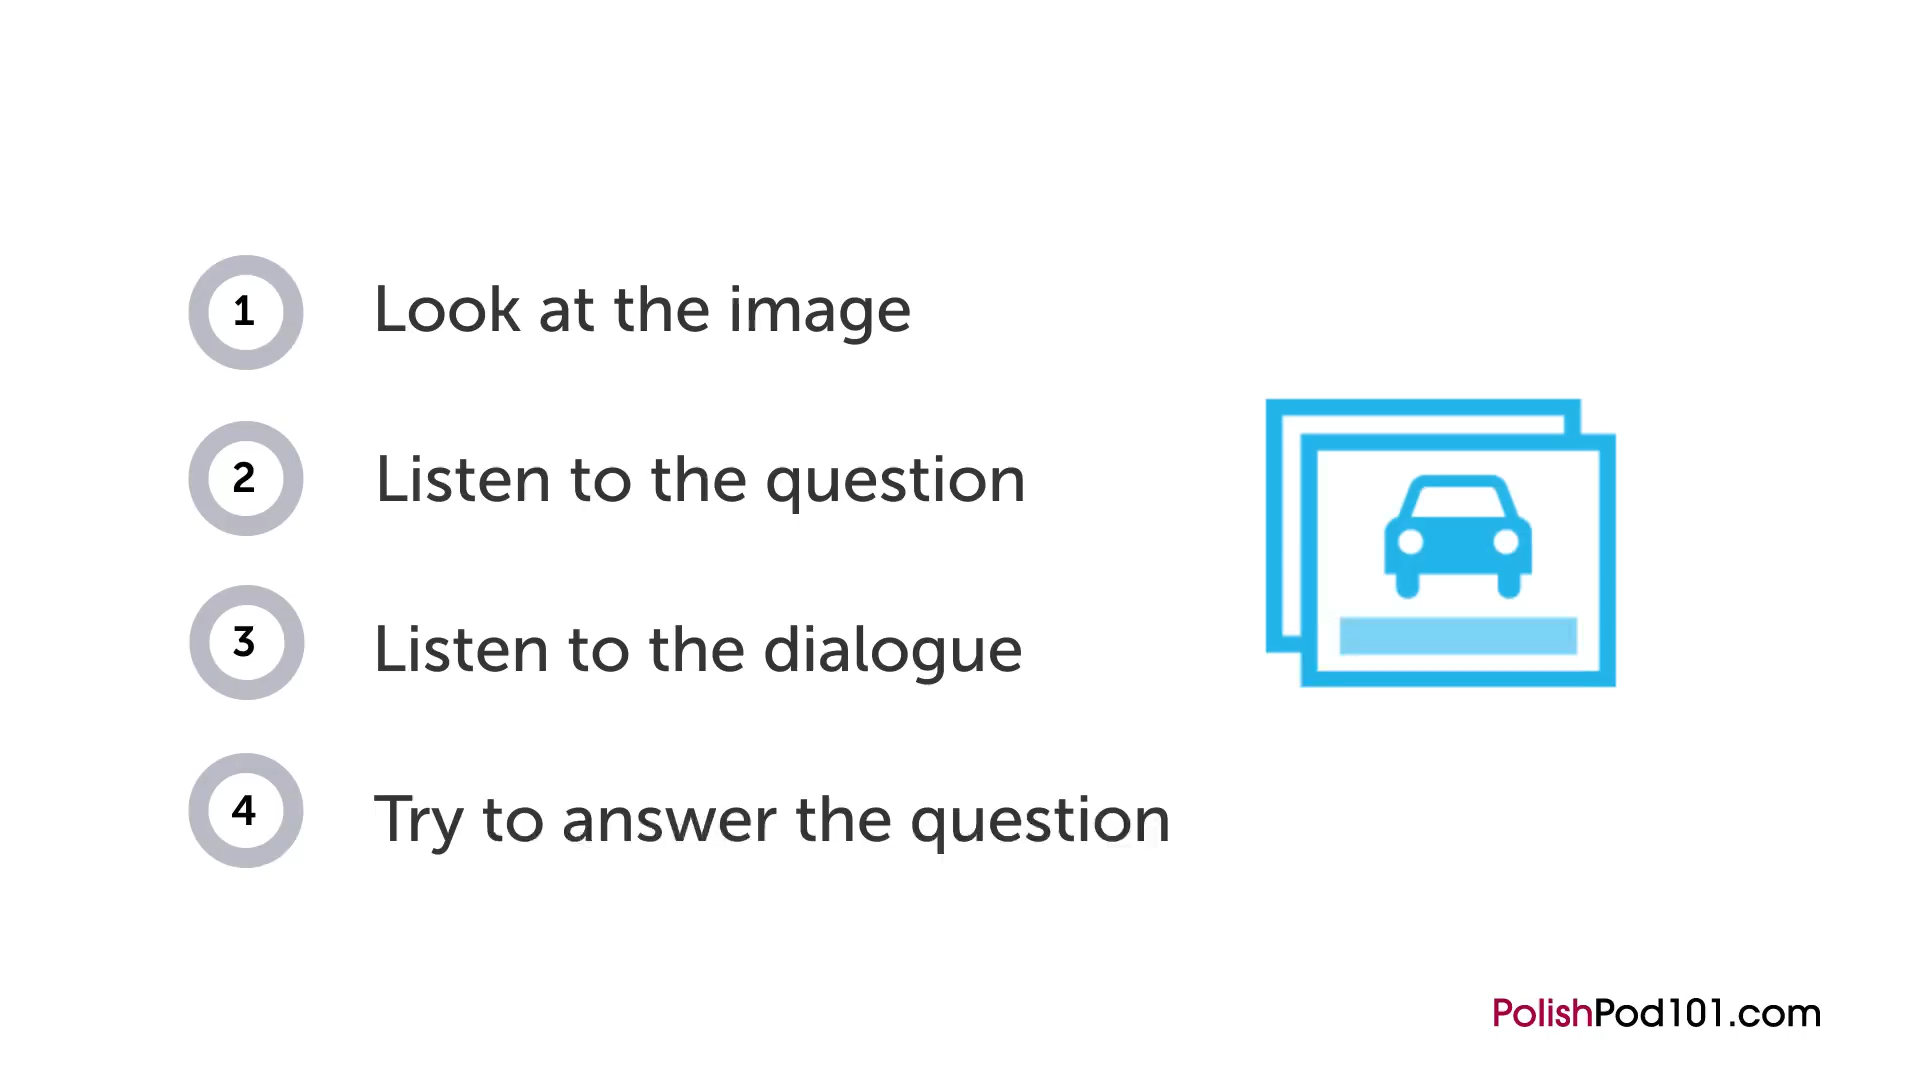 1 Look at the image
2 Listen to the question
3 Listen to the dialogue
4 Try to answer the question
PolishPod101.com